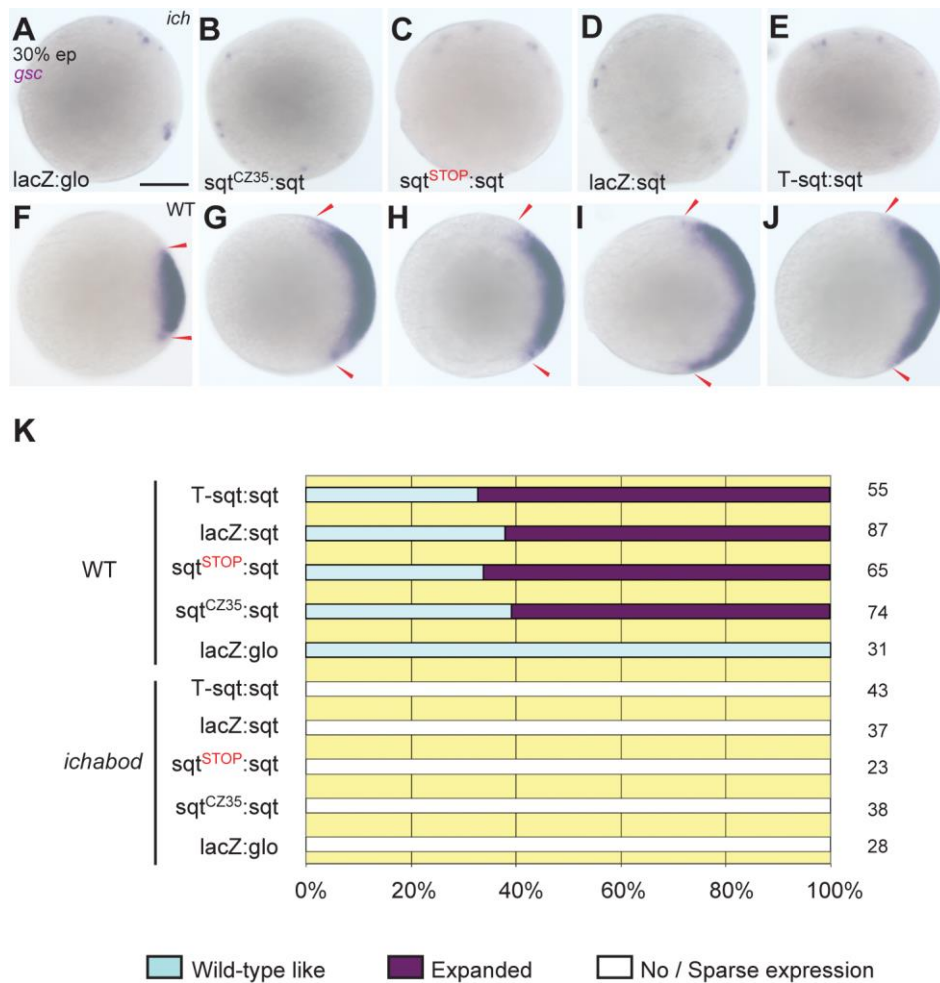 A B C D E
ich
30% ep
gsc
lacZ:glo sqtCZ35:sqt sqtSTOP:sqt lacZ:sqt T-sqt:sqt
F WT G H I J
K
WT
T-sqt:sqt 55
lacZ:sqt 87
sqtSTOP:sqt 65
sqtCZ35:sqt 74
lacZ:glo 31
ichabod
T-sqt:sqt 43
lacZ:sqt 37
sqtSTOP:sqt 23
sqtCZ35:sqt 38
lacZ:glo 28
0% 20% 40% 60% 80% 100%
Wild-type like Expanded No / Sparse expression